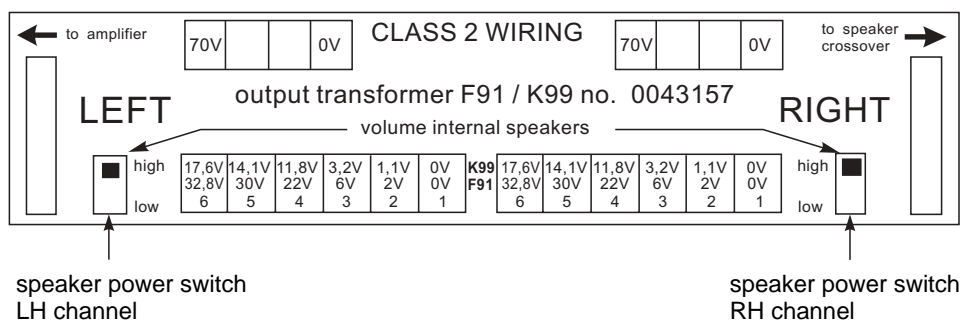 to amplifier
70V 0V CLASS 2 WIRING 70V 0V
to speaker
crossover
output transformer F91 / K99 no. 0043157
LEFT RIGHT
volume internal speakers
high 17,6V 14,1V 11,8V 3,2V 1,1V 0V K99 17,6V 14,1V 11,8V 3,2V 1,1V 0V high
32,8V 30V 22V 6V 2V 0V F91 32,8V 30V 22V 6V 2V 0V
low 6 5 4 3 2 1 6 5 4 3 2 1 low
speaker power switch
LH channel
speaker power switch
RH channel